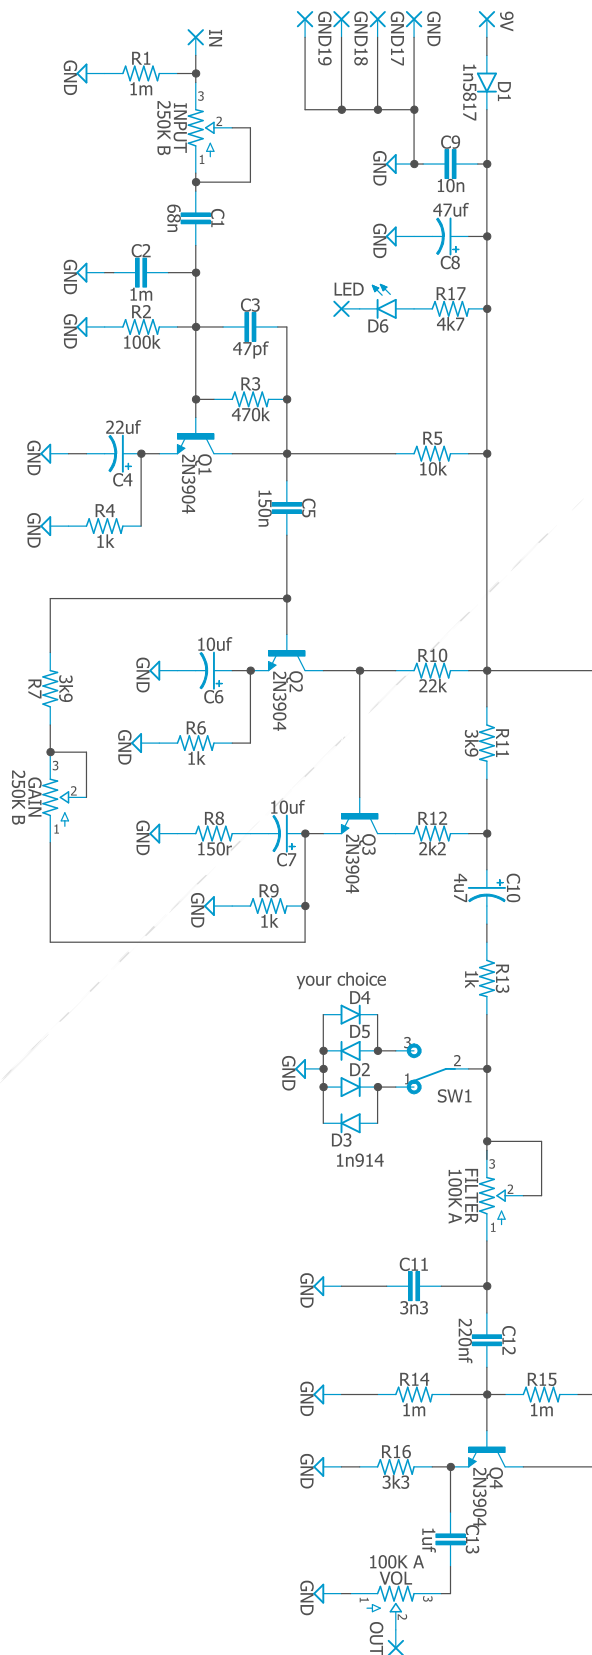 IN
GND19
GND18
GND17
GND
9V
R1
1m
GND
D1
1n5817
3
2
1
INPUT
250K B
C9
10n
GND
47uf
C8
GND
C1
68n
C2
1m
GND
LED
D6
R17
4k7
R2
100k
GND
C3
47pf
R3
470k
22uf
C4
GND
Q1
2N3904
R5
10k
R4
1k
GND
C5
150n
10uf
C6
GND
Q2
2N3904
R10
22k
3k9
R7
R6
1k
GND
R11
3k9
3
2
1
GAIN
250K B
10uf
C7
R8
150r
GND
Q3
2N3904
R12
2k2
C10
4u7
R9
1k
GND
R13
1k
your choice
D4
D5
D2
D3
1n914
GND
3
1
2
SW1
3
2
1
FILTER
100K A
C11
3n3
GND
C12
220nf
R14
1m
GND
R15
1m
R16
3k3
GND
Q4
2N3904
C13
1uf
100K A
VOL
GND
1
2
3
OUT